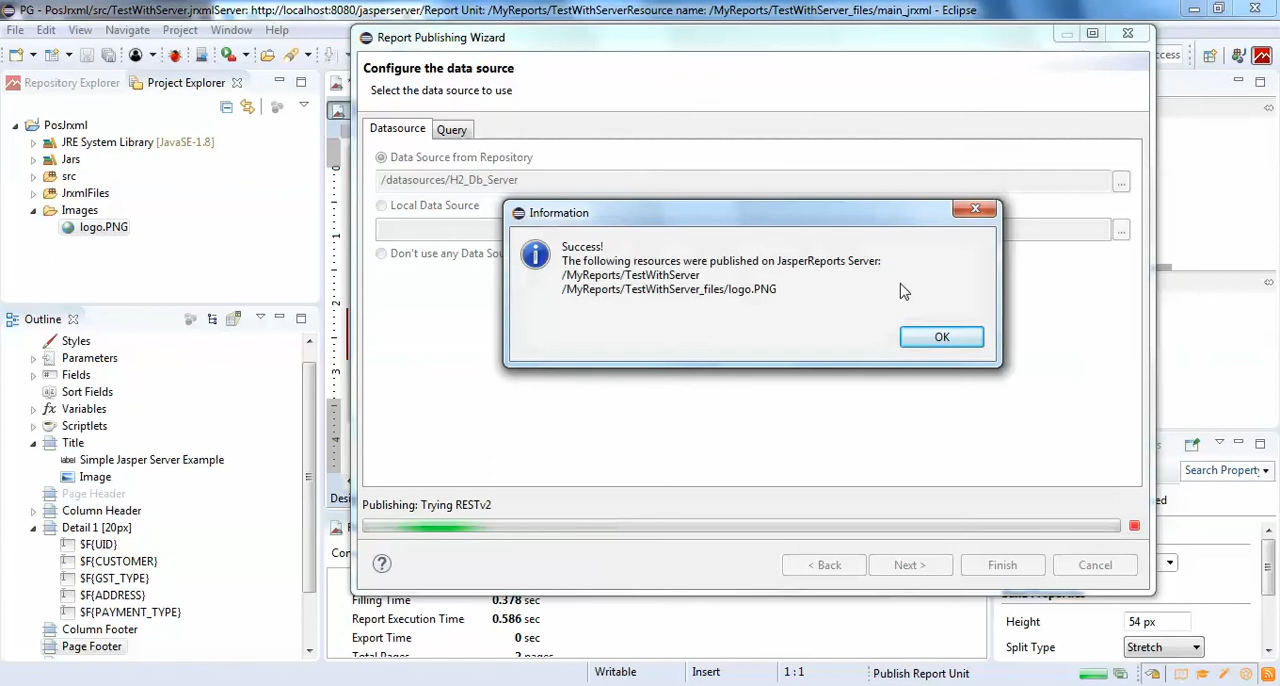 PG - PosJrxml/src/TestWithServer.jrxmlServer: http://localhost:8080/jasperserver/Report Unit: /MyReports/TestWithServerResource name: /MyReports/TestWithServer_files/main_jrxml - Eclipse
File Edit View Navigate Project Window Help
Repository Explorer Project Explorer
PosJrxml
JRE System Library [JavaSE-1.8]
Jars
src
JrxmlFiles
Images
logo.PNG
Outline
Styles
Parameters
Fields
Sort Fields
fx Variables
Scriptlets
Title
label Simple Jasper Server Example
Image
Page Header
Column Header
Detail 1 [20px]
$F{UID}
$F{CUSTOMER}
$F{GST_TYPE}
$F{ADDRESS}
$F{PAYMENT_TYPE}
Column Footer
Page Footer
Report Publishing Wizard
Configure the data source
Select the data source to use
Datasource Query
Data Source from Repository
/datasources/H2_Db_Server
...
Local Data Source
...
Don't use any Data Sou
Information
Success!
The following resources were published on JasperReports Server:
/MyReports/TestWithServer
/MyReports/TestWithServer_files/logo.PNG
OK
Publishing: Trying RESTv2
< Back Next > Finish Cancel
Filling Time 0.378 sec
Report Execution Time 0.586 sec
Export Time 0 sec
Total Pages 2 pages
Search Property
Height 54 px
Split Type Stretch
Writable Insert 1 : 1 Publish Report Unit